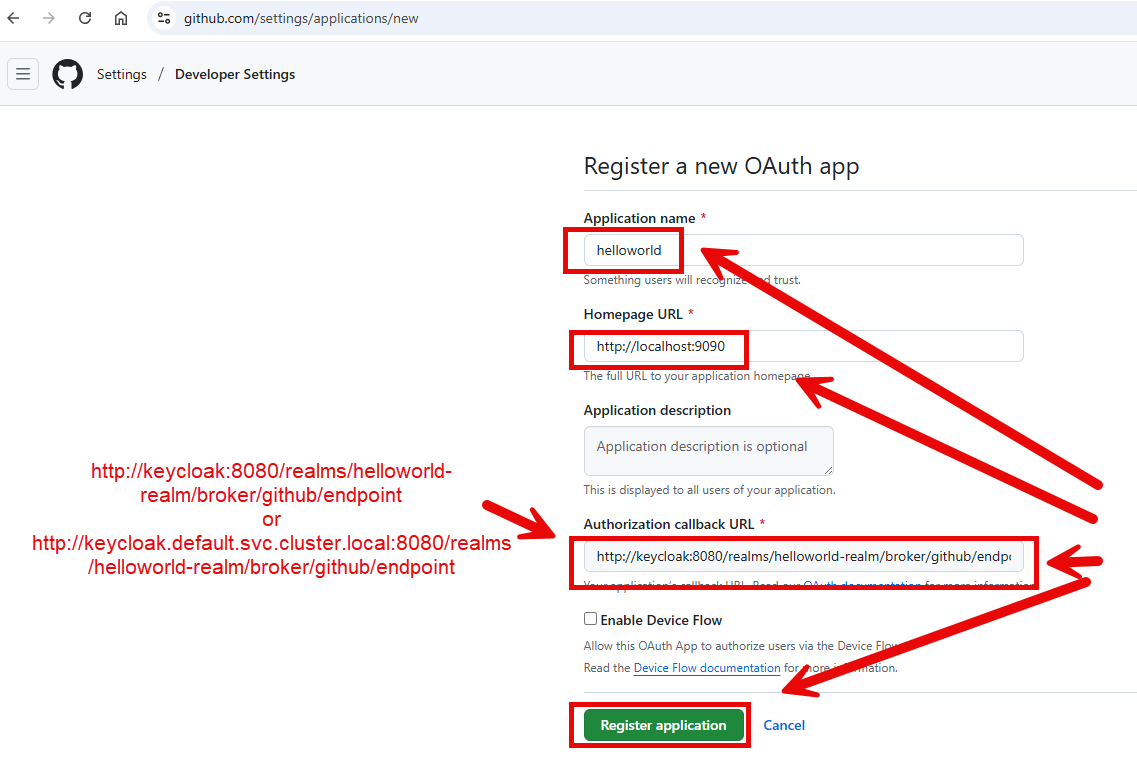 github.com/settings/applications/new
Settings / Developer Settings
Register a new OAuth app
Application name *
helloworld
Something users will recognize and trust.
Homepage URL *
http://localhost:9090
The full URL to your application homepage
Application description
Application description is optional
This is displayed to all users of your application.
http://keycloak:8080/realms/helloworld-
realm/broker/github/endpoint
or
http://keycloak.default.svc.cluster.local:8080/realms
/helloworld-realm/broker/github/endpoint
Authorization callback URL *
http://keycloak:8080/realms/helloworld-realm/broker/github/endp
Your application's callback URL. Read our OAuth documentation for more information
Enable Device Flow
Allow this OAuth App to authorize users via the Device Flow
Read the Device Flow documentation for more information.
Register application
Cancel